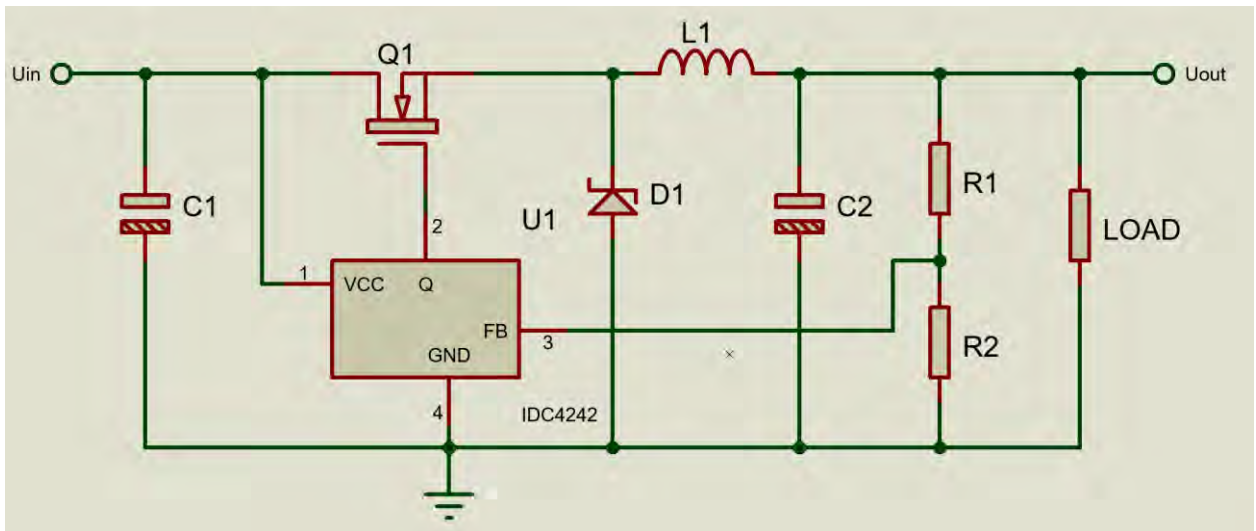 Uin
Q1
L1
Uout
C1
2
U1
D1
C2
R1
LOAD
1
VCC
Q
FB
3
GND
R2
4
IDC4242